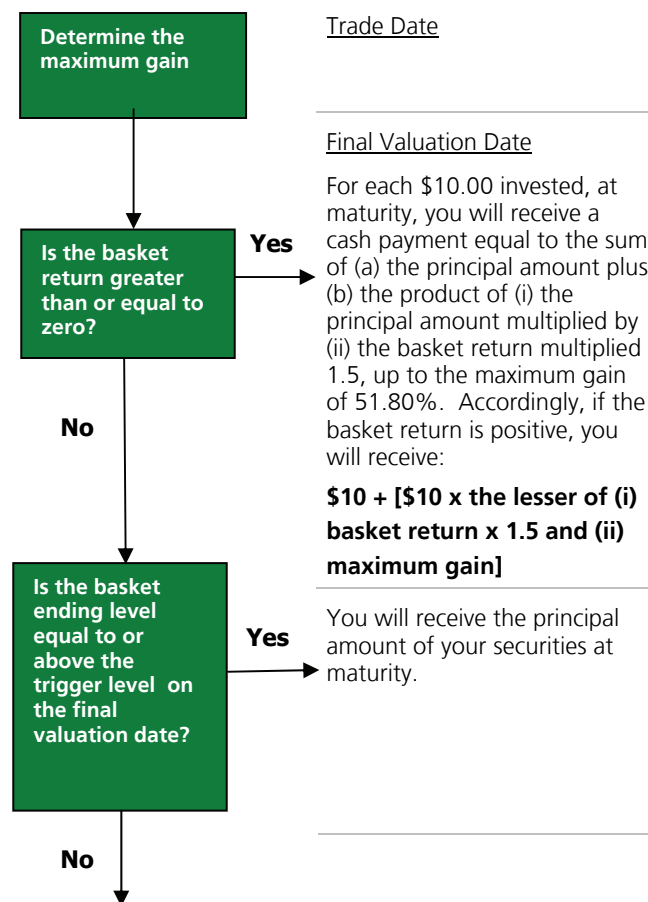 Determine the
maximum gain
Trade Date
Final Valuation Date
For each $10.00 invested, at
maturity, you will receive a
cash payment equal to the sum
of (a) the principal amount plus
(b) the product of (i) the
principal amount multiplied by
(ii) the basket return multiplied
1.5, up to the maximum gain
of 51.80%.  Accordingly, if the
basket return is positive, you
will receive:
$10 + [$10 x the lesser of (i)
basket return x 1.5 and (ii)
maximum gain]
Is the basket
return greater
than or equal to
zero?
Yes
No
Is the basket
ending level
equal to or
above the
trigger level  on
the final
valuation date?
Yes
You will receive the principal
amount of your securities at
maturity.
No